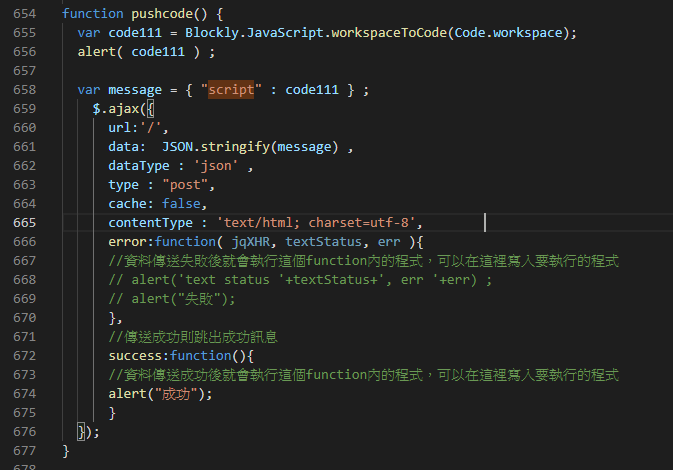 654 function pushcode() {
655 var code111 = Blockly.JavaScript.workspaceToCode(Code.workspace);
656 alert( code111 ) ;
657
658 var message = { "script" : code111 } ;
659 $.ajax({
660 url:'/',
661 data:  JSON.stringify(message) ,
662 dataType : 'json' ,
663 type : "post",
664 cache: false,
665 contentType : 'text/html; charset=utf-8',
666 error:function( jqXHR, textStatus, err ){
667 //資料傳送失敗後就會執行這個function內的程式，可以在這裡寫入要執行的程式
668 // alert('text status '+textStatus+', err '+err) ;
669 // alert("失敗");
670 },
671 //傳送成功則跳出成功訊息
672 success:function(){
673 //資料傳送成功後就會執行這個function內的程式，可以在這裡寫入要執行的程式
674 alert("成功");
675 }
676 });
677 }
678